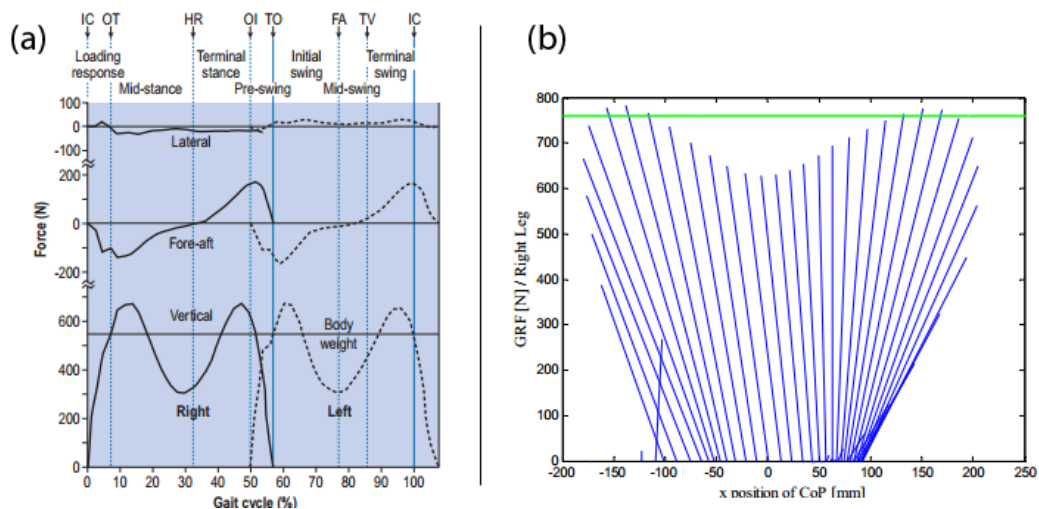 (a)
IC OT HR OI TO FA TV IC
Loading response
Terminal stance
Initial swing
Terminal swing
Mid-stance
Pre-swing
Mid-swing
100
0
-100
Lateral
200
0
-200
Fore-aft
Force (N)
600
400
200
0
Vertical
Body weight
Right
Left
0 10 20 30 40 50 60 70 80 90 100
Gait cycle (%)
(b)
800
700
600
500
400
300
200
100
0
GRF [N] / Right Leg
-200 -150 -100 -50 0 50 100 150 200 250
x position of CoP [mm]